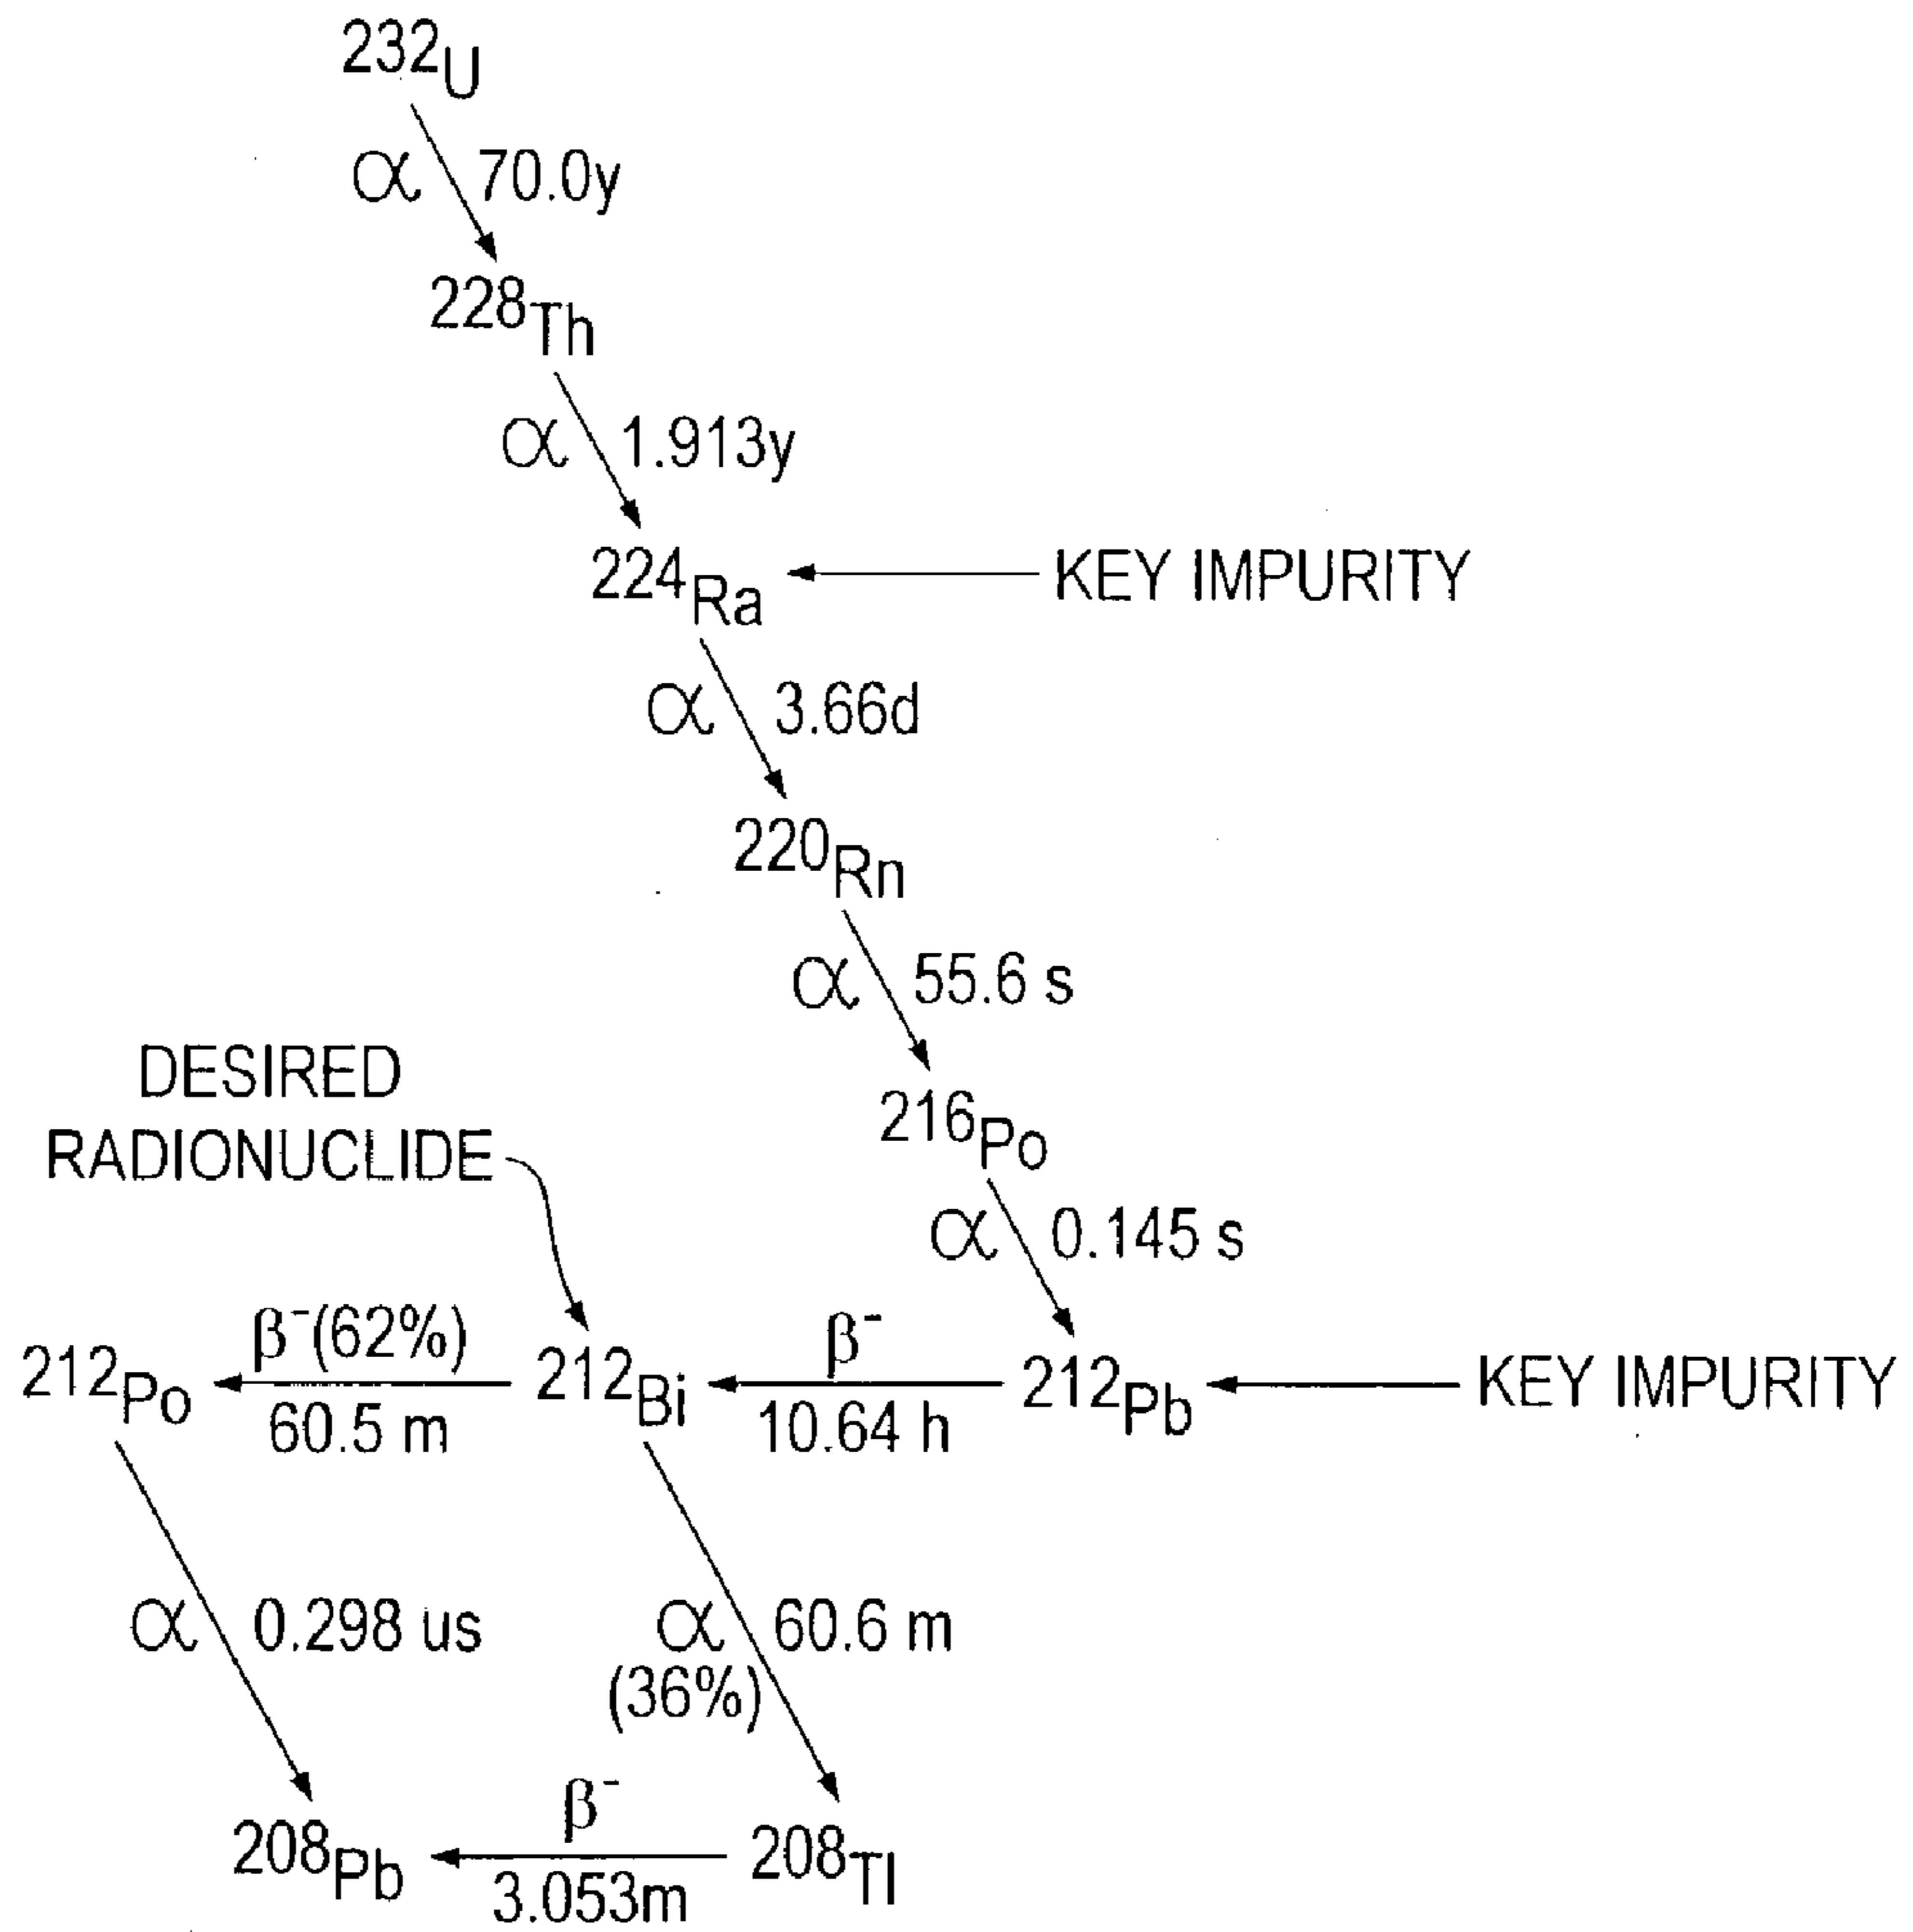 232U
α 70.0y
228Th
α 1.913y
224Ra KEY IMPURITY
α 3.66d
220Rn
α 55.6 s
DESIRED
RADIONUCLIDE
216Po
α 0.145 s
β-(62%) β-
212Po 212Bi 212Pb KEY IMPURITY
60.5 m 10.64 h
α 0.298 us α 60.6 m
(36%)
β-
208Pb 208Tl
3.053m